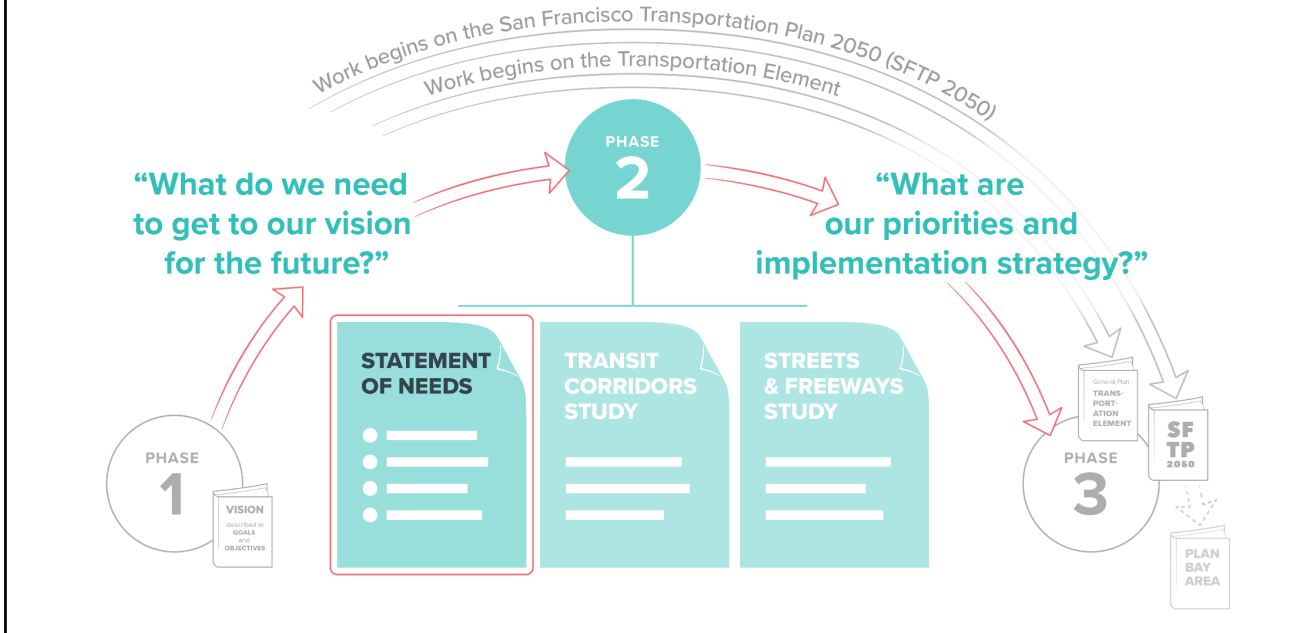 Work begins on the San Francisco Transportation Plan 2050 (SFTP 2050)
Work begins on the Transportation Element
PHASE
2
“What do we need
to get to our vision
for the future?”
“What are
our priorities and
implementation strategy?”
STATEMENT
OF NEEDS
TRANSIT
CORRIDORS
STUDY
STREETS
& FREEWAYS
STUDY
PHASE
1
VISION
described in
GOALS
and
OBJECTIVES
PHASE
3
General Plan
TRANS-
PORT-
ATION
ELEMENT
SF
TP
2050
PLAN
BAY
AREA